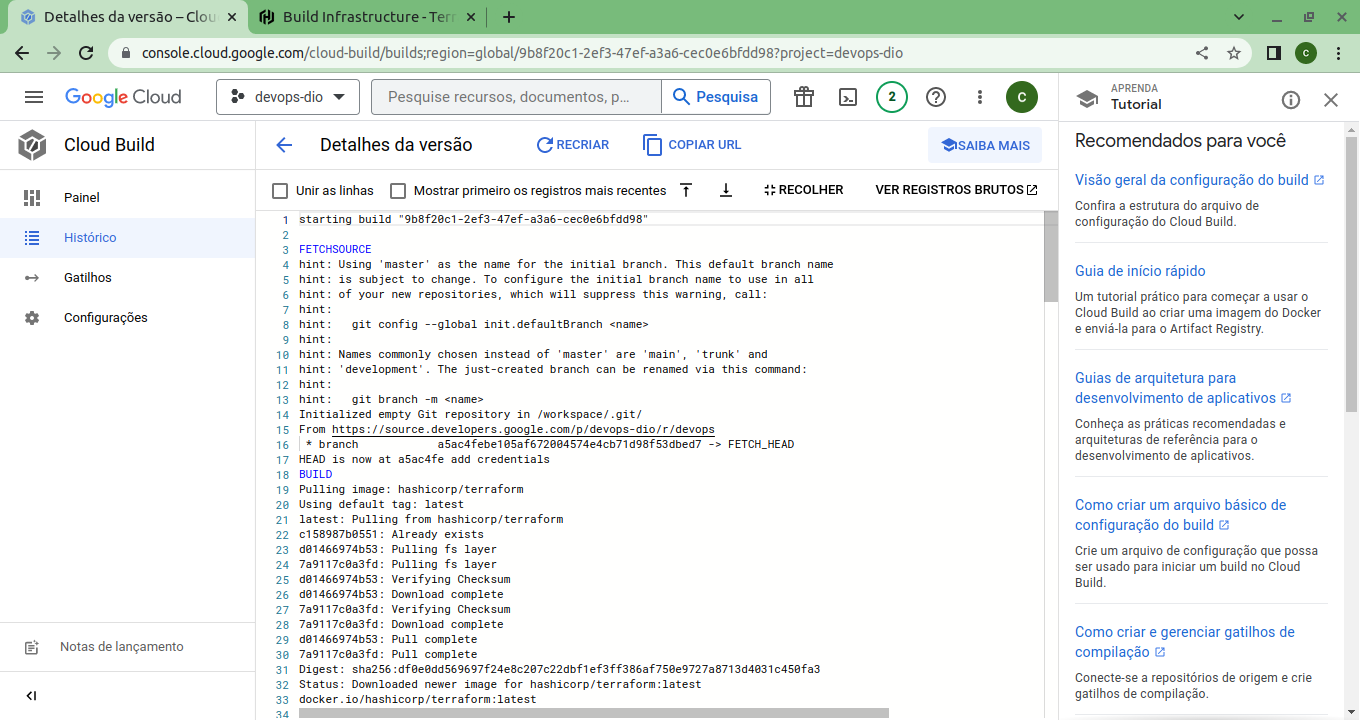 Detalhes da versão – Clou
Build Infrastructure - Terr
console.cloud.google.com/cloud-build/builds;region=global/9b8f20c1-2ef3-47ef-a3a6-cec0e6bfdd98?project=devops-dio
C
Google Cloud
devops-dio
Pesquise recursos, documentos, p...
Pesquisa
2
C
APRENDA
Tutorial
Cloud Build
Detalhes da versão
RECRIAR
COPIAR URL
SAIBA MAIS
Painel
Histórico
Gatilhos
Configurações
Notas de lançamento
Unir as linhas
Mostrar primeiro os registros mais recentes
RECOLHER
VER REGISTROS BRUTOS
1 starting build "9b8f20c1-2ef3-47ef-a3a6-cec0e6bfdd98"
2
3 FETCHSOURCE
4 hint: Using 'master' as the name for the initial branch. This default branch name
5 hint: is subject to change. To configure the initial branch name to use in all
6 hint: of your new repositories, which will suppress this warning, call:
7 hint:
8 hint:   git config --global init.defaultBranch <name>
9 hint:
10 hint: Names commonly chosen instead of 'master' are 'main', 'trunk' and
11 hint: 'development'. The just-created branch can be renamed via this command:
12 hint:
13 hint:   git branch -m <name>
14 Initialized empty Git repository in /workspace/.git/
15 From https://source.developers.google.com/p/devops-dio/r/devops
16  * branch            a5ac4febe105af672004574e4cb71d98f53dbed7 -> FETCH_HEAD
17 HEAD is now at a5ac4fe add credentials
18 BUILD
19 Pulling image: hashicorp/terraform
20 Using default tag: latest
21 latest: Pulling from hashicorp/terraform
22 c158987b0551: Already exists
23 d01466974b53: Pulling fs layer
24 7a9117c0a3fd: Pulling fs layer
25 d01466974b53: Verifying Checksum
26 d01466974b53: Download complete
27 7a9117c0a3fd: Verifying Checksum
28 7a9117c0a3fd: Download complete
29 d01466974b53: Pull complete
30 7a9117c0a3fd: Pull complete
31 Digest: sha256:df0e0dd569697f24e8c207c22dbf1ef3ff386af750e9727a8713d4031c450fa3
32 Status: Downloaded newer image for hashicorp/terraform:latest
33 docker.io/hashicorp/terraform:latest
34
Recomendados para você
Visão geral da configuração do build
Confira a estrutura do arquivo de
configuração do Cloud Build.
Guia de início rápido
Um tutorial prático para começar a usar o
Cloud Build ao criar uma imagem do Docker
e enviá-la para o Artifact Registry.
Guias de arquitetura para
desenvolvimento de aplicativos
Conheça as práticas recomendadas e
arquiteturas de referência para o
desenvolvimento de aplicativos.
Como criar um arquivo básico de
configuração do build
Crie um arquivo de configuração que possa
ser usado para iniciar um build no Cloud
Build.
Como criar e gerenciar gatilhos de
compilação
Conecte-se a repositórios de origem e crie
gatilhos de compilação.